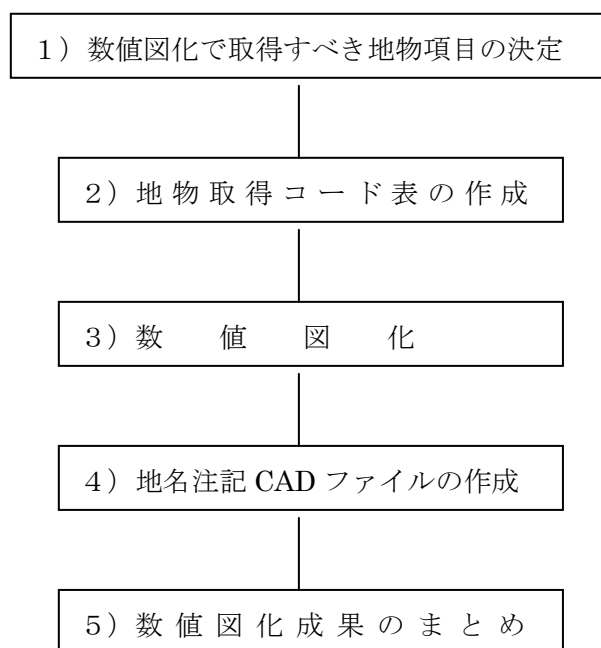 １）数値図化で取得すべき地物項目の決定
２）地物取得コード表の作成
３）数値図化
４）地名注記 CAD ファイルの作成
５）数値図化成果のまとめ